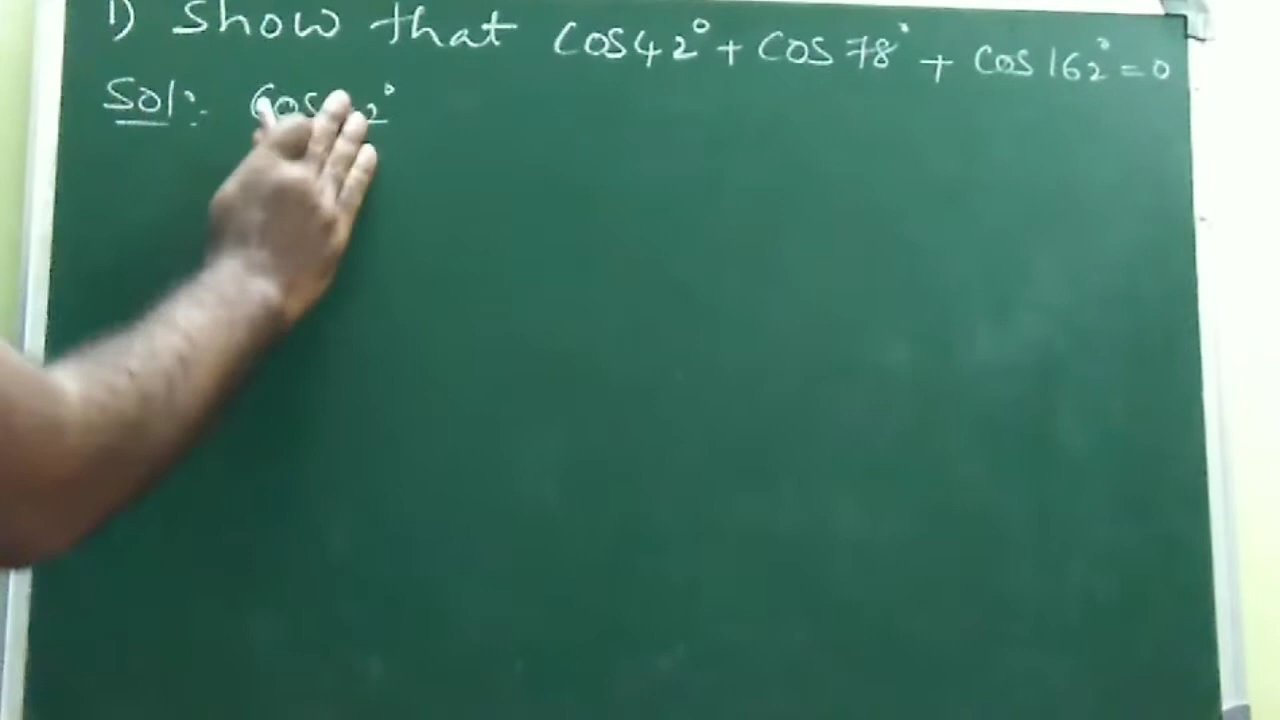 1) Show that cos42° + cos78° + cos162° = 0
Sol:-